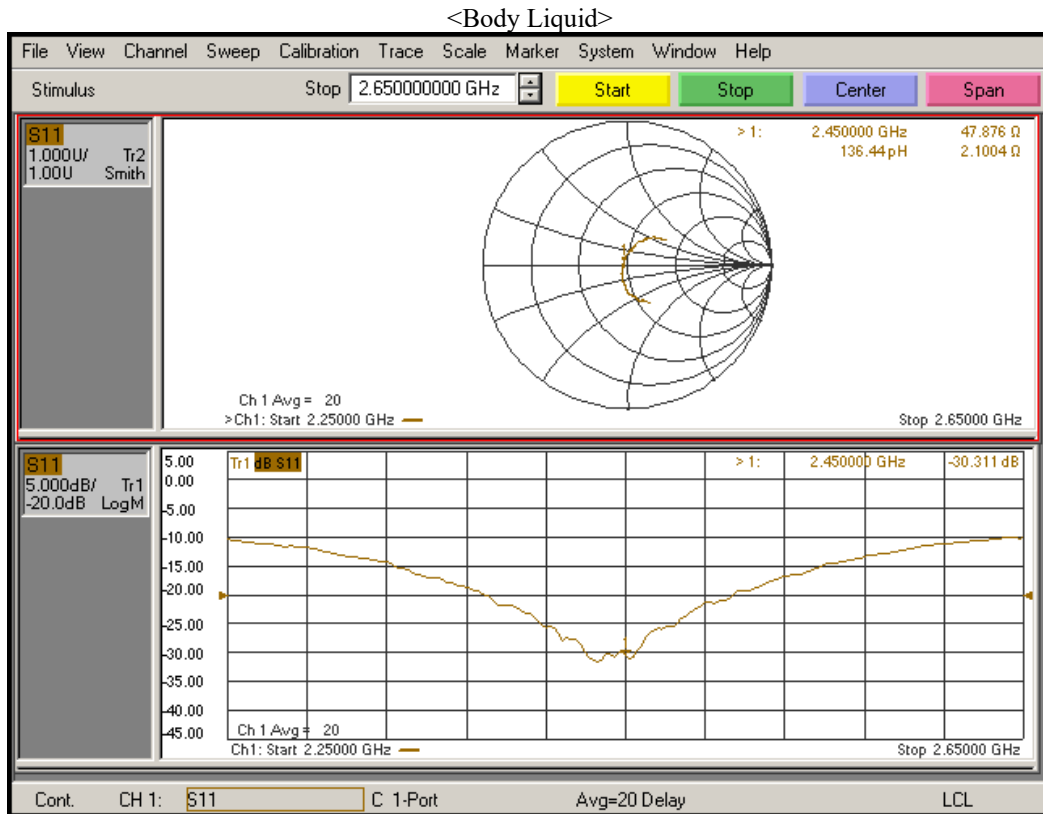 <Body Liquid>
File View Channel Sweep Calibration Trace Scale Marker System Window Help
Stimulus Stop 2.650000000 GHz Start Stop Center Span
S11
1.000U/ Tr2
1.00U Smith
> 1: 2.450000 GHz 47.876 Ω
136.44 pH 2.1004 Ω
Ch 1 Avg = 20
>Ch1: Start 2.25000 GHz Stop 2.65000 GHz
S11
5.000dB/ Tr1
-20.0dB LogM
Tr1 dB S11 > 1: 2.450000 GHz -30.311 dB
5.00
0.00
-5.00
-10.00
-15.00
-20.00
-25.00
-30.00
-35.00
-40.00
-45.00
Ch 1 Avg = 20
Ch1: Start 2.25000 GHz Stop 2.65000 GHz
Cont. CH 1: S11 C 1-Port Avg=20 Delay LCL